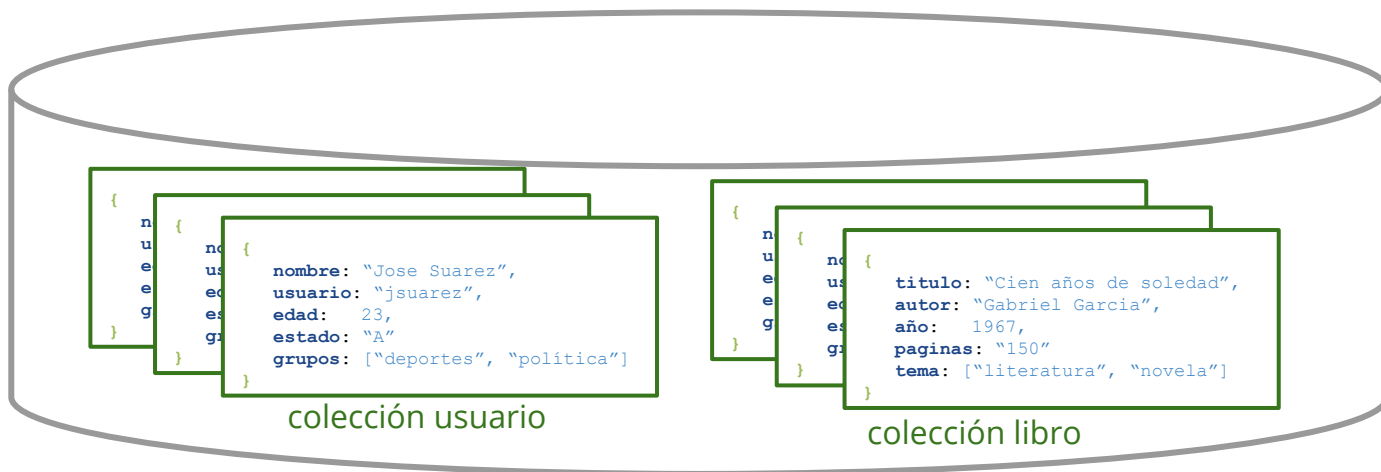 {
{
{
nombre: “Jose Suarez”,
usuario: “jsuarez”,
edad: 23,
estado: “A”
grupos: [“deportes”, “política”]
}
}
}
colección usuario
{
{
{
titulo: “Cien años de soledad”,
autor: “Gabriel Garcia”,
año: 1967,
paginas: “150”
tema: [“literatura”, “novela”]
}
}
}
colección libro